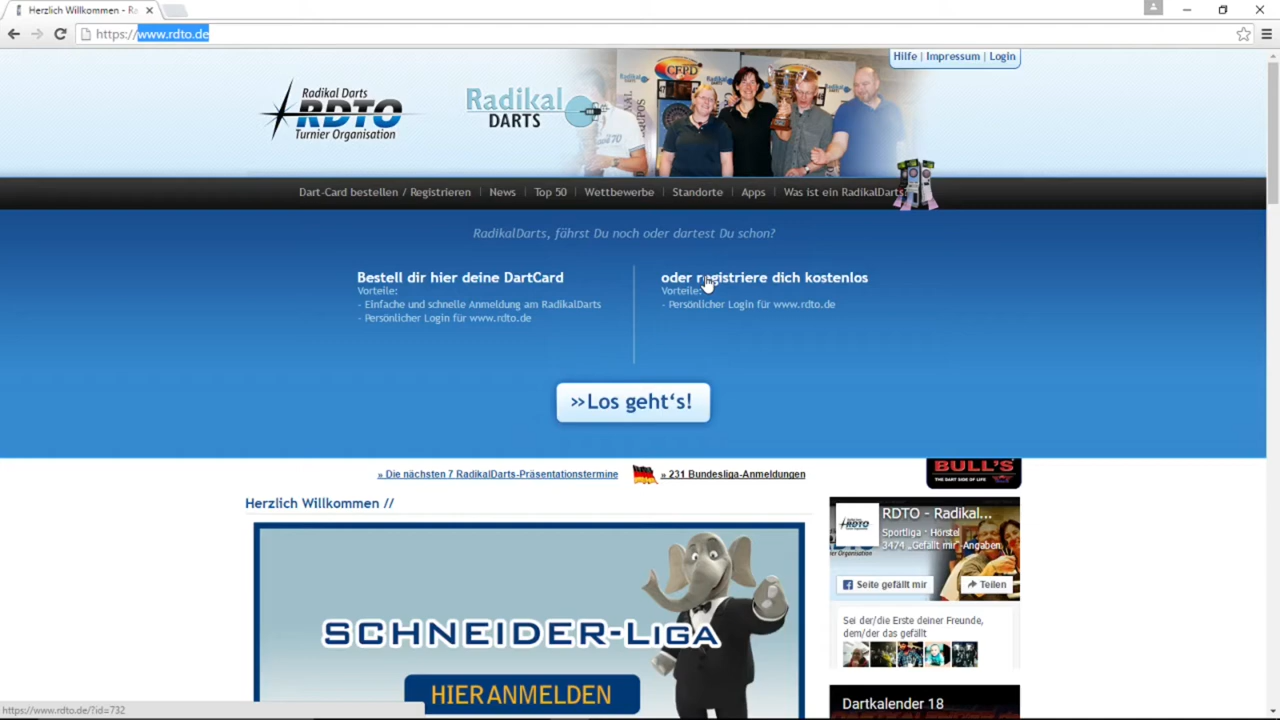 Herzlich Willkommen - Ra
https://www.rdto.de
Hilfe | Impressum | Login
Radikal Darts
RDTO
Turnier Organisation
Radikal
DARTS
Dart-Card bestellen / Registrieren | News | Top 50 | Wettbewerbe | Standorte | Apps | Was ist ein RadikalDarts?
RadikalDarts, fährst Du noch oder dartest Du schon?
Bestell dir hier deine DartCard
Vorteile:
- Einfache und schnelle Anmeldung am RadikalDarts
- Persönlicher Login für www.rdto.de
oder registriere dich kostenlos
Vorteile:
- Persönlicher Login für www.rdto.de
»Los geht's!
» Die nächsten 7 RadikalDarts-Präsentationstermine
» 231 Bundesliga-Anmeldungen
BULL'S
THE DART SIDE OF LIFE
Herzlich Willkommen //
SCHNEIDER-LIGA
HIER ANMELDEN
RDTO - Radikal...
Sportliga · Hörstel
3474 „Gefällt mir“-Angaben
Seite gefällt mir
Teilen
Sei der/die Erste deiner Freunde,
dem/der das gefällt
Dartkalender 18
https://www.rdto.de/?id=732